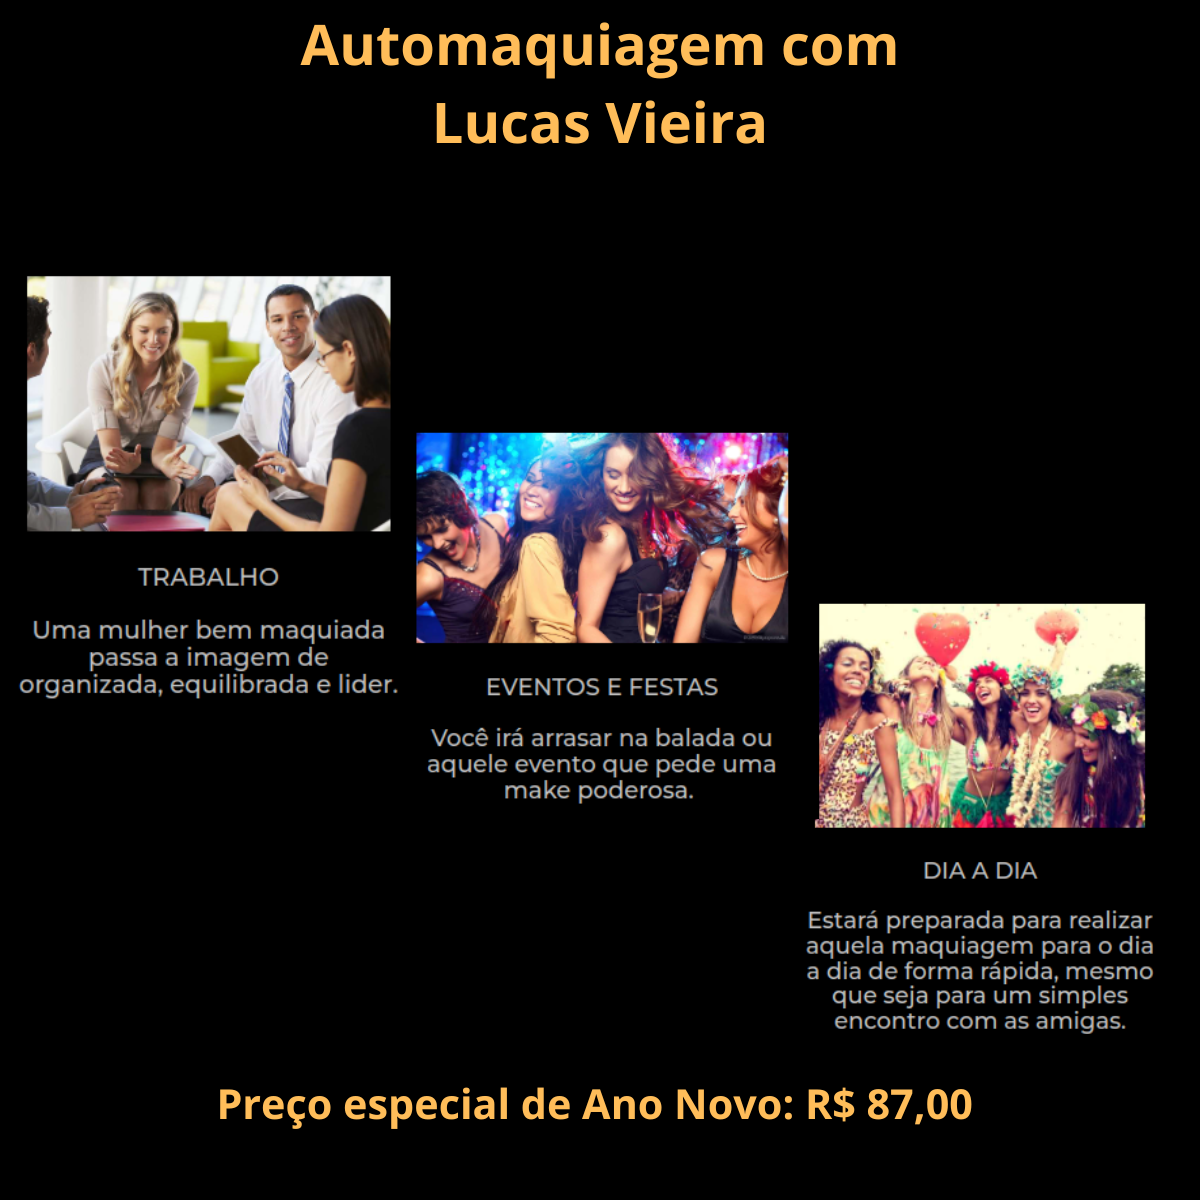 Automaquiagem com
Lucas Vieira
TRABALHO
Uma mulher bem maquiada
passa a imagem de
organizada, equilibrada e lider.
EVENTOS E FESTAS
Você irá arrasar na balada ou
aquele evento que pede uma
make poderosa.
DIA A DIA
Estará preparada para realizar
aquela maquiagem para o dia
a dia de forma rápida, mesmo
que seja para um simples
encontro com as amigas.
Preço especial de Ano Novo: R$ 87,00